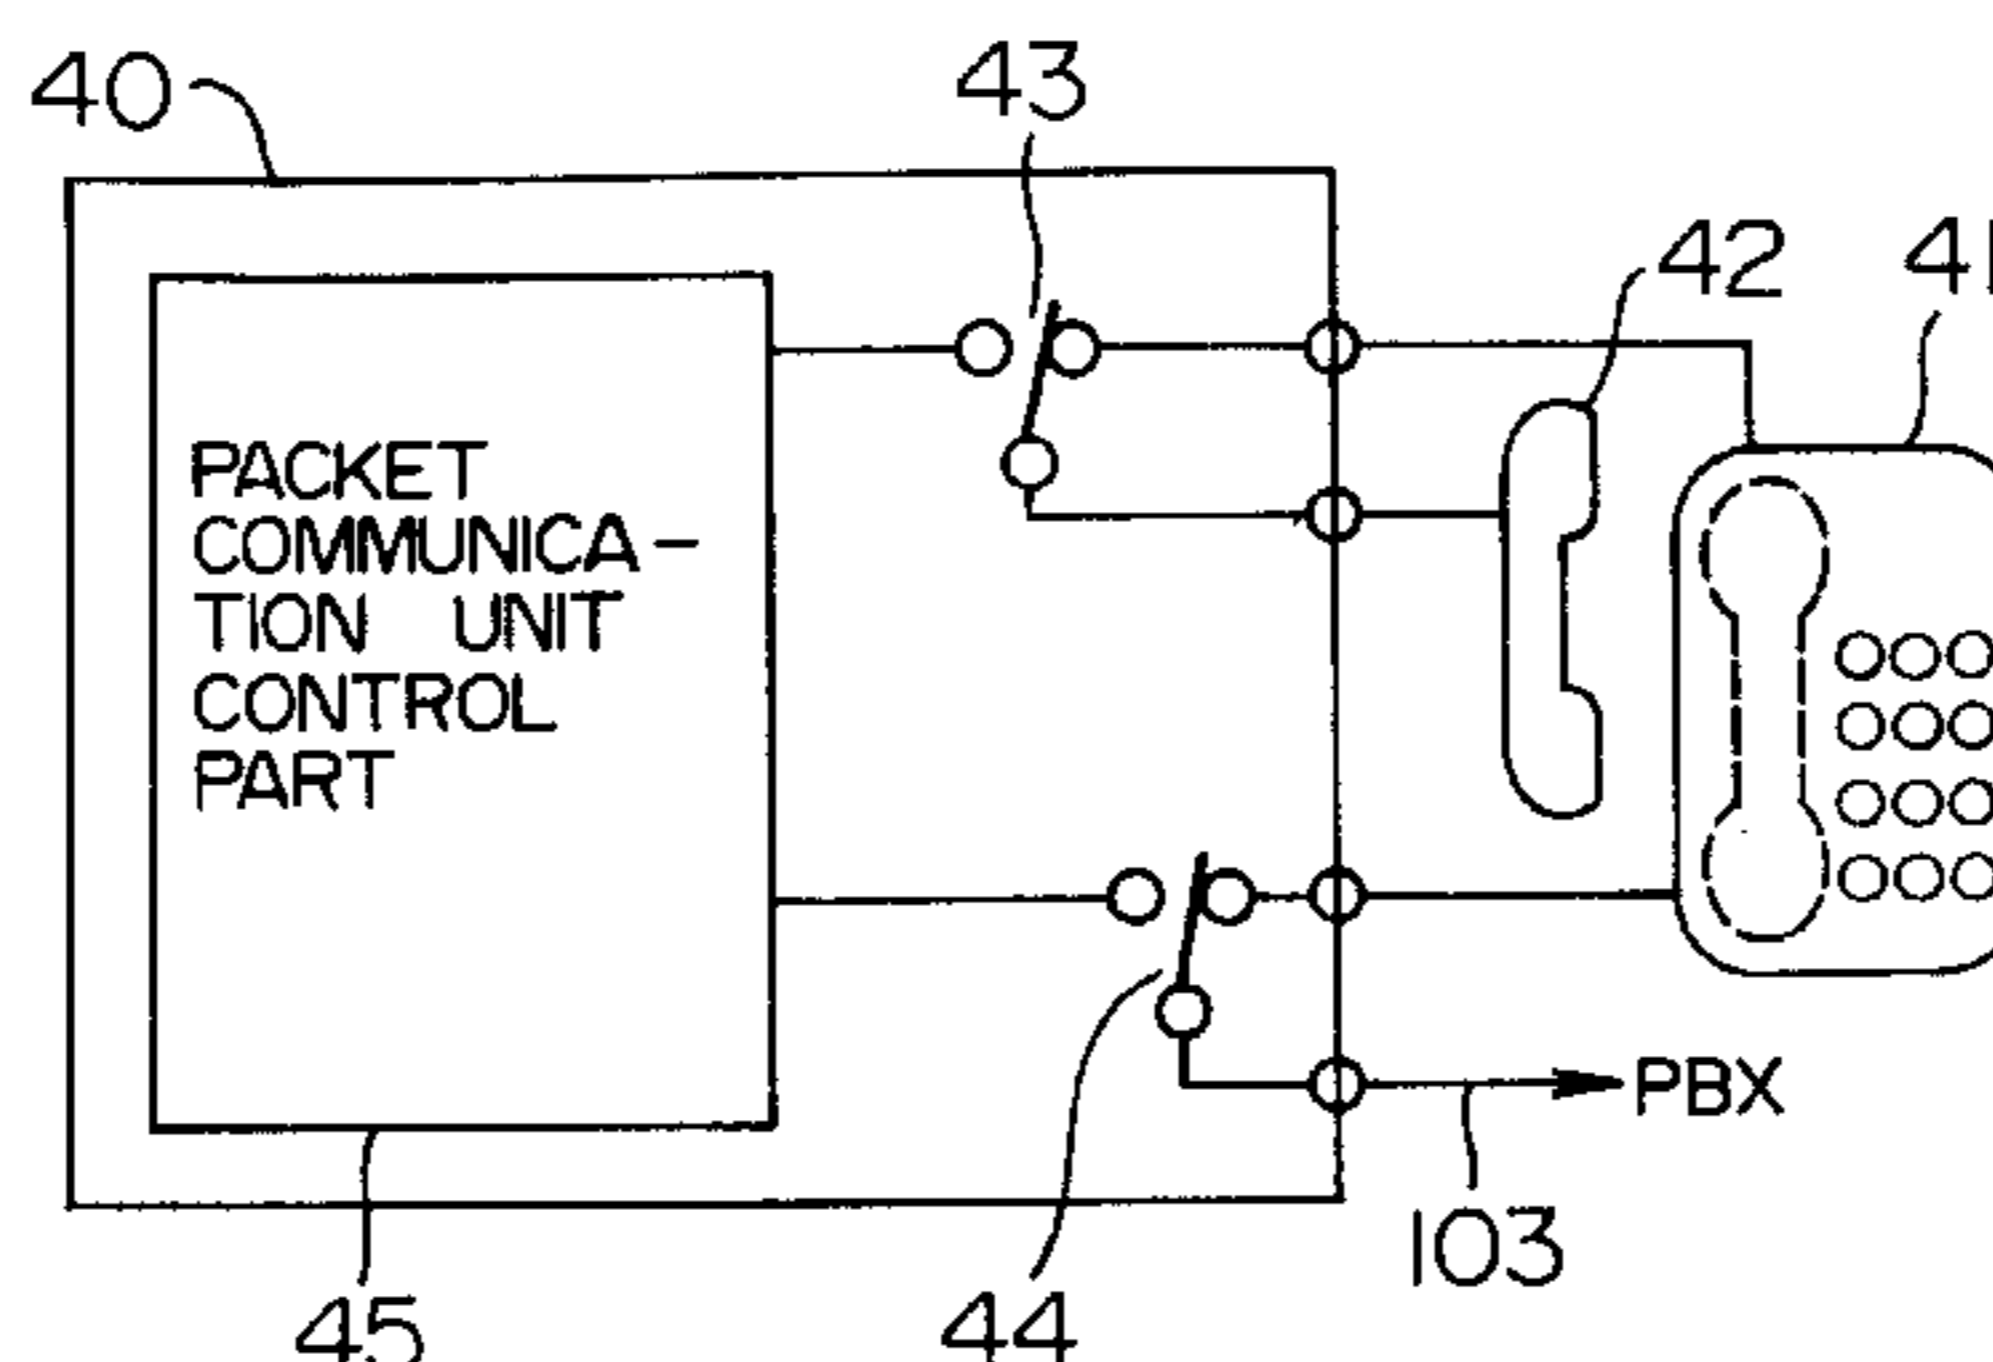 40
43
42
41
PACKET
COMMUNICA-
TION UNIT
CONTROL
PART
PBX
103
45
44